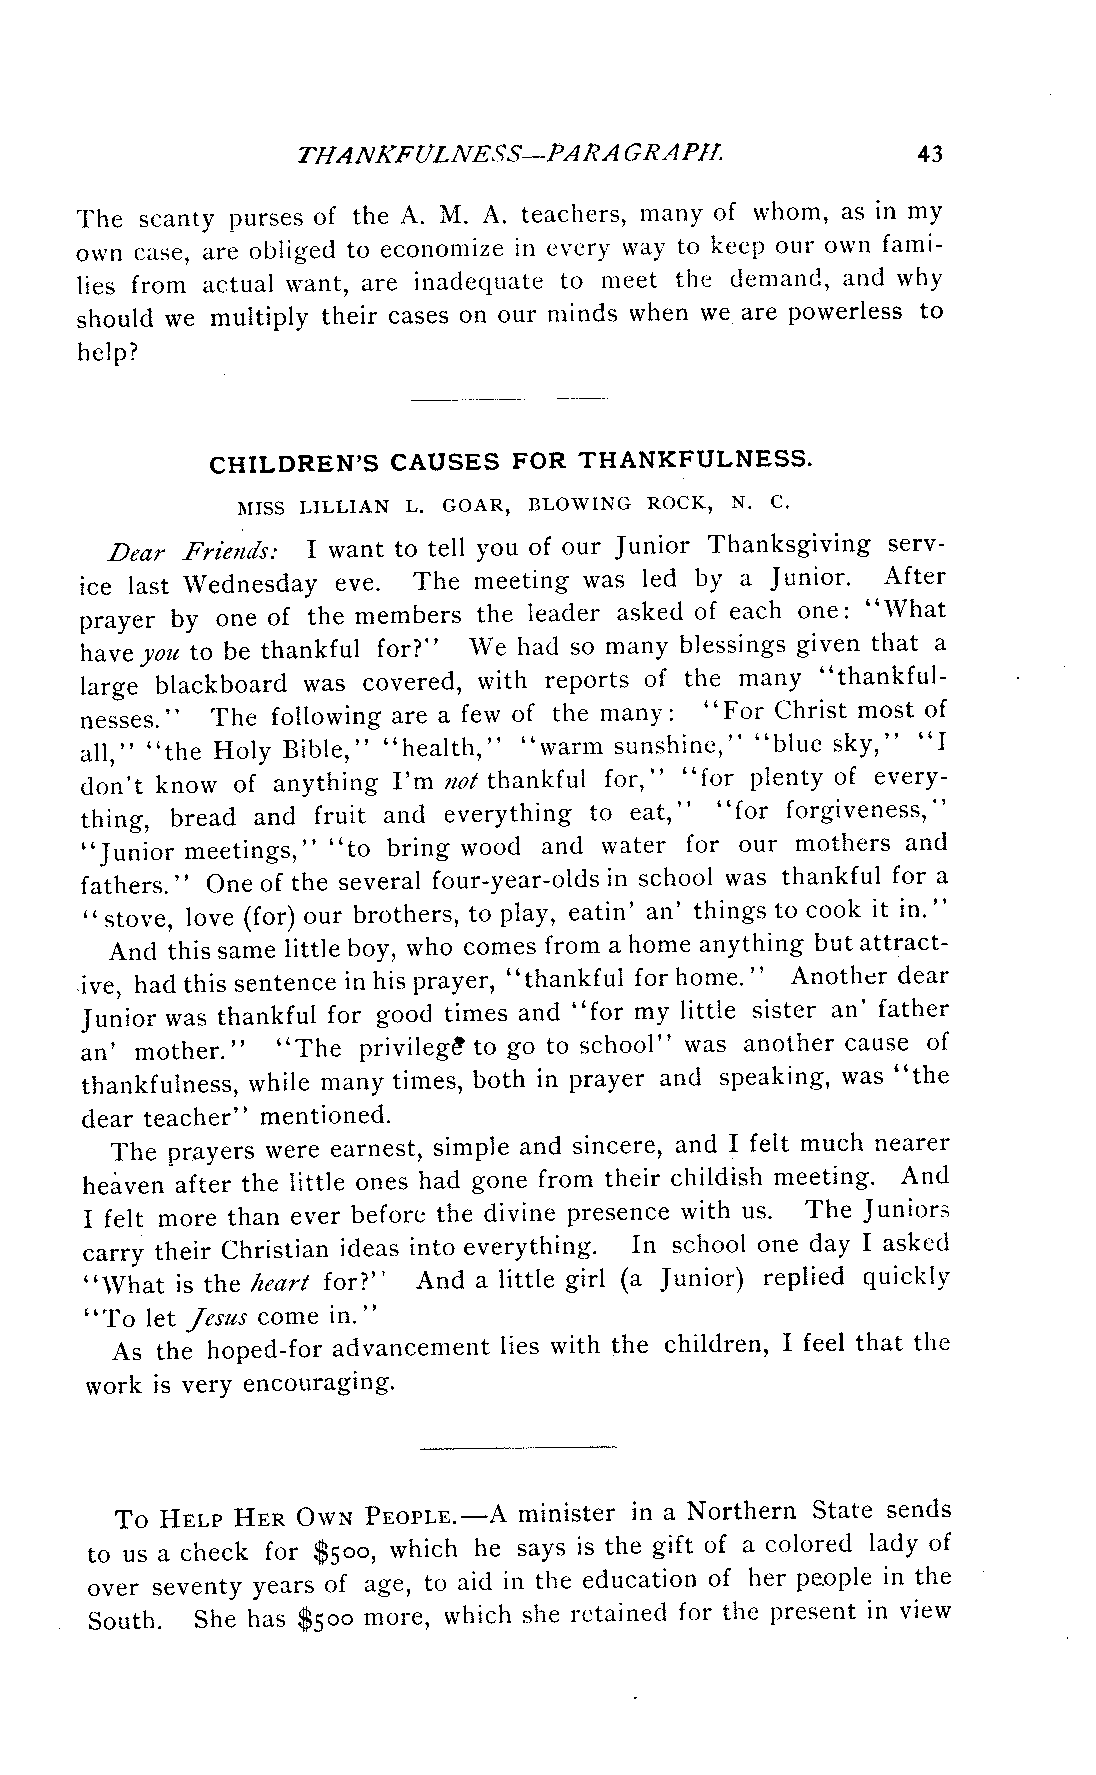 THANKFULNESS—PARAGRAPH. 43
The scanty purses of the A. M. A. teachers, many of whom, as in my
own case, are obliged to economize in every way to keep our own fami-
lies from actual want, are inadequate to meet the demand, and why
should we multiply their cases on our minds when we are powerless to
help?
CHILDREN'S CAUSES FOR THANKFULNESS.
MISS LILLIAN L. GOAR, BLOWING ROCK, N. C.
Dear Friends: I want to tell you of our Junior Thanksgiving serv-
ice last Wednesday eve. The meeting was led by a Junior. After
prayer by one of the members the leader asked of each one: "What
have you to be thankful for?" We had so many blessings given that a
large blackboard was covered, with reports of the many "thankful-
nesses." The following are a few of the many: "For Christ most of
all," "the Holy Bible," "health," "warm sunshine," "blue sky," "I
don't know of anything I'm not thankful for," "for plenty of every-
thing, bread and fruit and everything to eat," "for forgiveness,"
"Junior meetings," "to bring wood and water for our mothers and
fathers." One of the several four-year-olds in school was thankful for a
"stove, love (for) our brothers, to play, eatin' an' things to cook it in."
And this same little boy, who comes from a home anything but attract-
ive, had this sentence in his prayer, "thankful for home." Another dear
Junior was thankful for good times and "for my little sister an' father
an' mother." "The privilege to go to school" was another cause of
thankfulness, while many times, both in prayer and speaking, was "the
dear teacher" mentioned.
The prayers were earnest, simple and sincere, and I felt much nearer
heaven after the little ones had gone from their childish meeting. And
I felt more than ever before the divine presence with us. The Juniors
carry their Christian ideas into everything. In school one day I asked
"What is the heart for?" And a little girl (a Junior) replied quickly
"To let Jesus come in."
As the hoped-for advancement lies with the children, I feel that the
work is very encouraging.
TO HELP HER OWN PEOPLE.—A minister in a Northern State sends
to us a check for $500, which he says is the gift of a colored lady of
over seventy years of age, to aid in the education of her people in the
South. She has $500 more, which she retained for the present in view